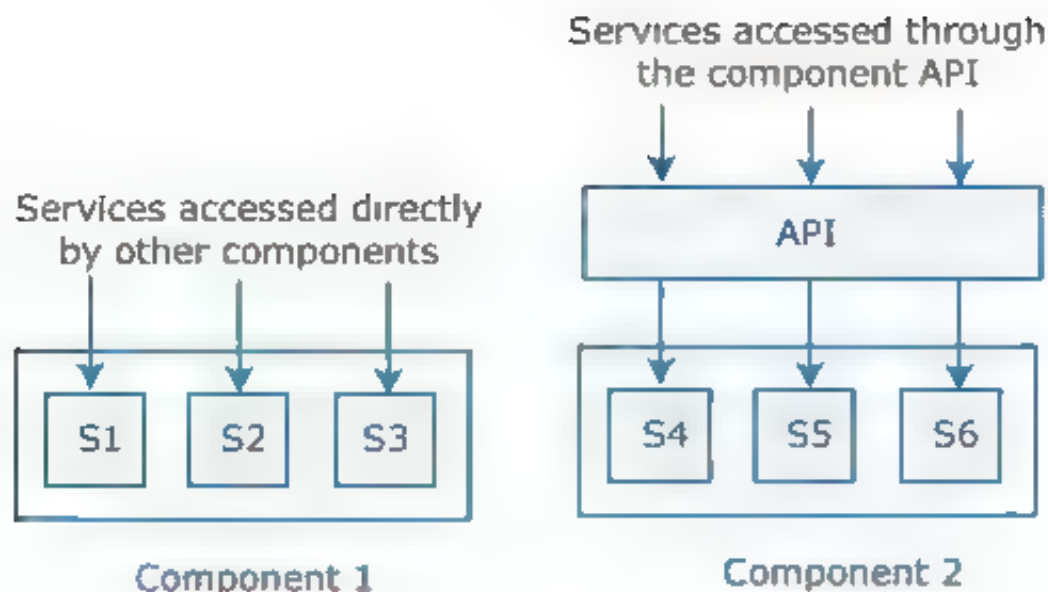 Services accessed through
the component API
Services accessed directly
by other components
API
S1
S2
S3
S4
S5
S6
Component 1
Component 2